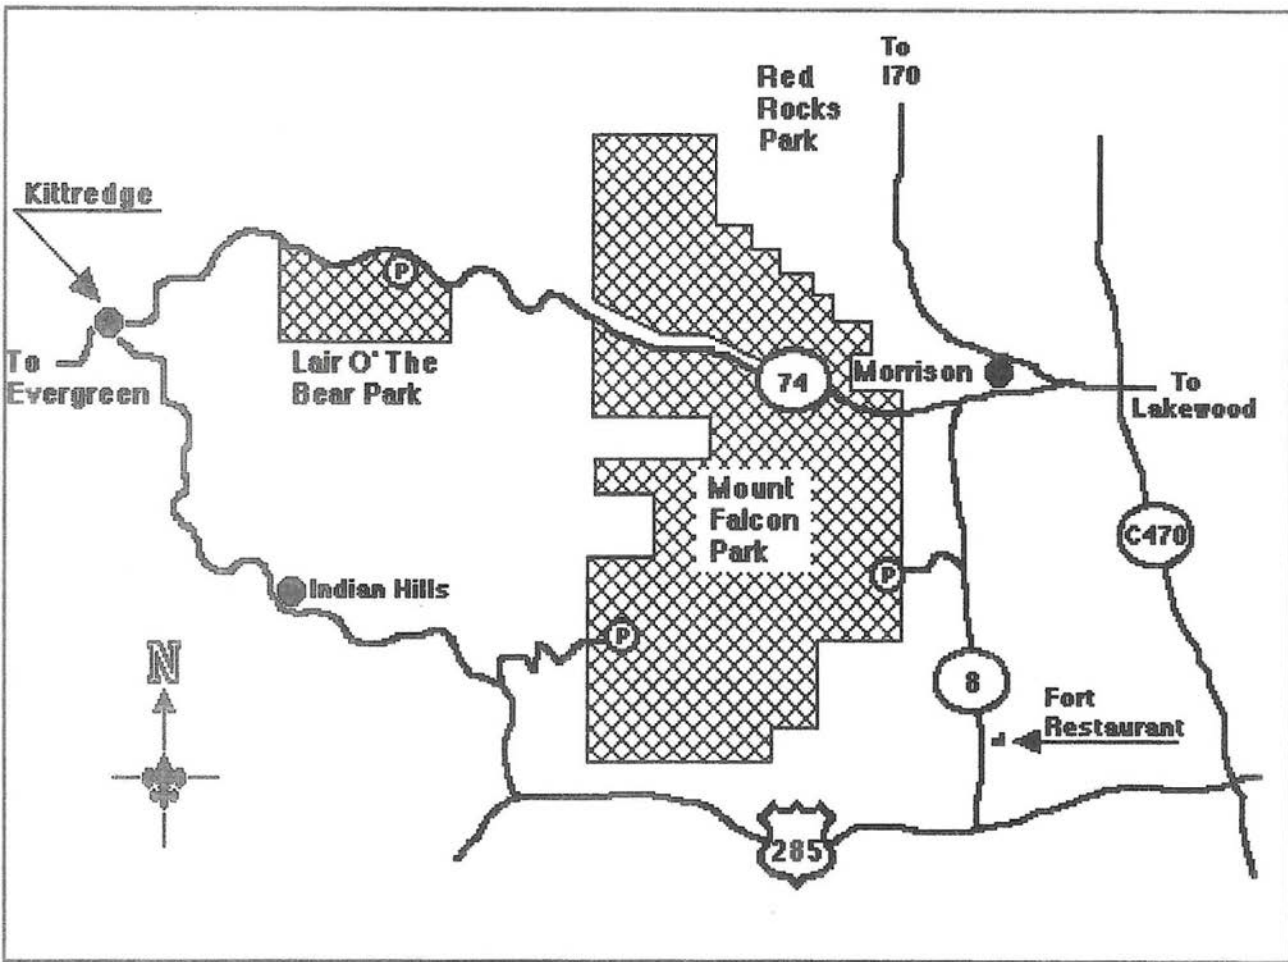 To
I70
Red
Rocks
Park
Kittredge
P
To
Evergreen
Lair O' The
Bear Park
74
Morrison
To
Lakewood
Mount
Falcon
Park
C470
P
Indian Hills
P
N
8
Fort
Restaurant
285